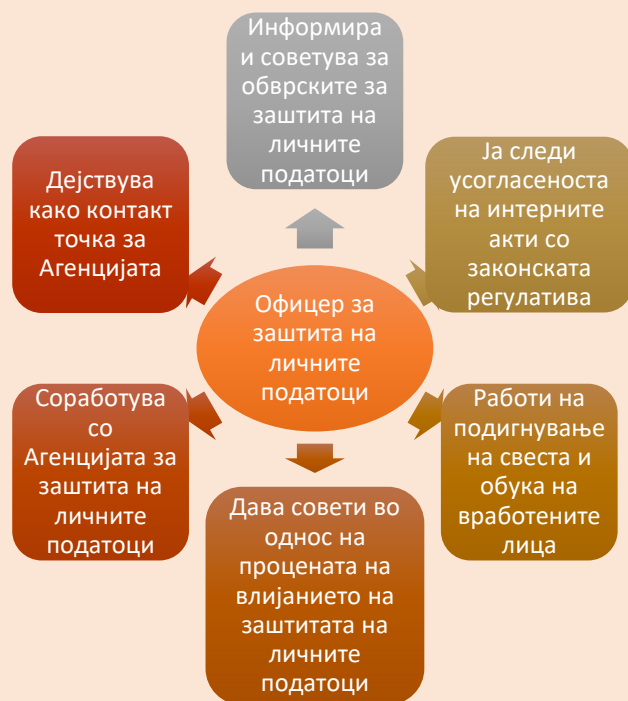 Информира
и советува за
обврските за
заштита на
личните
податоци
Ја следи
усогласеноста
на интерните
акти со
законската
регулатива
Работи на
подигнување
на свеста и
обука на
вработените
лица
Дава совети во
однос на
процената на
влијанието на
заштитата на
личните
податоци
Соработува
со
Агенцијата за
заштита на
личните
податоци
Дејствува
како контакт
точка за
Агенцијата
Офицер за
заштита на
личните
податоци